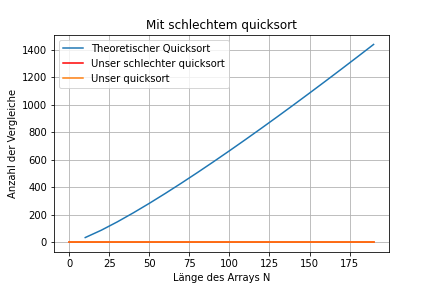 Mit schlechtem quicksort
Theoretischer Quicksort
Unser schlechter quicksort
Unser quicksort
Anzahl der Vergleiche
1400
1200
1000
800
600
400
200
0
0 25 50 75 100 125 150 175
Länge des Arrays N